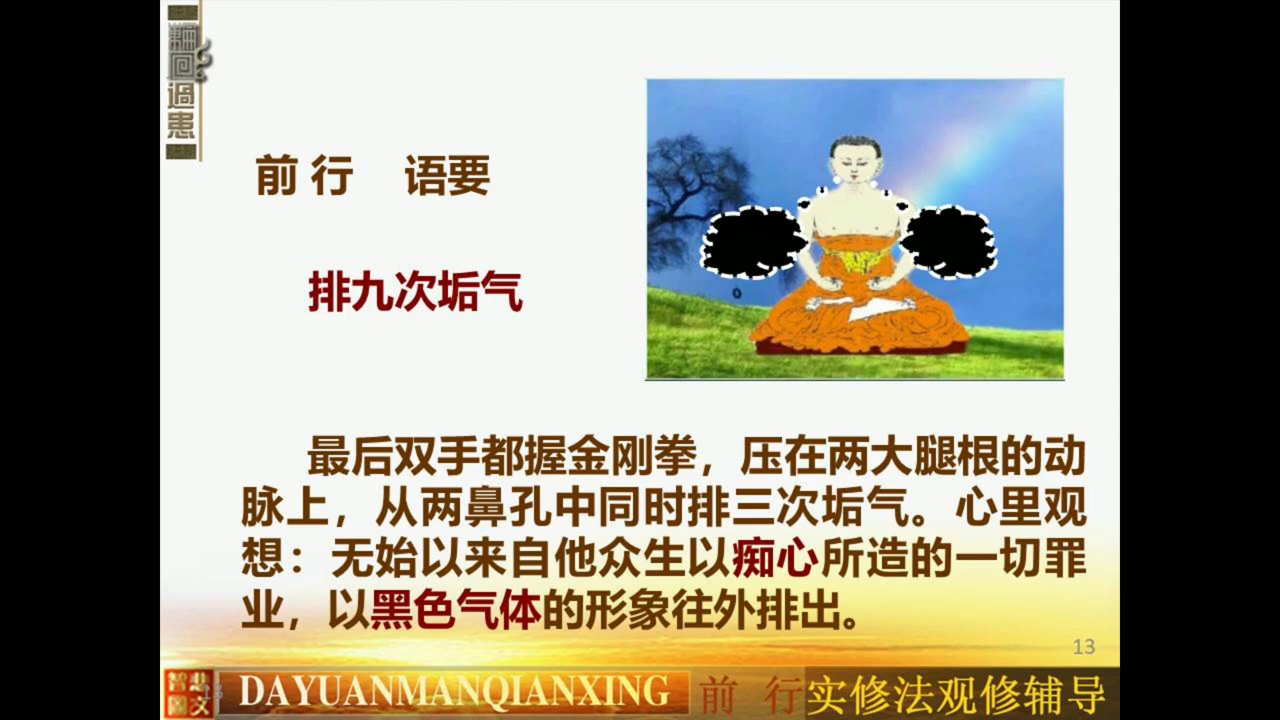 輪回過患
前 行 语要
排九次垢气
最后双手都握金刚拳，压在两大腿根的动
脉上，从两鼻孔中同时排三次垢气。心里观
想：无始以来自他众生以痴心所造的一切罪
业，以黑色气体的形象往外排出。
13
DAYUANMANQIANXING 前 行 实修法观修辅导